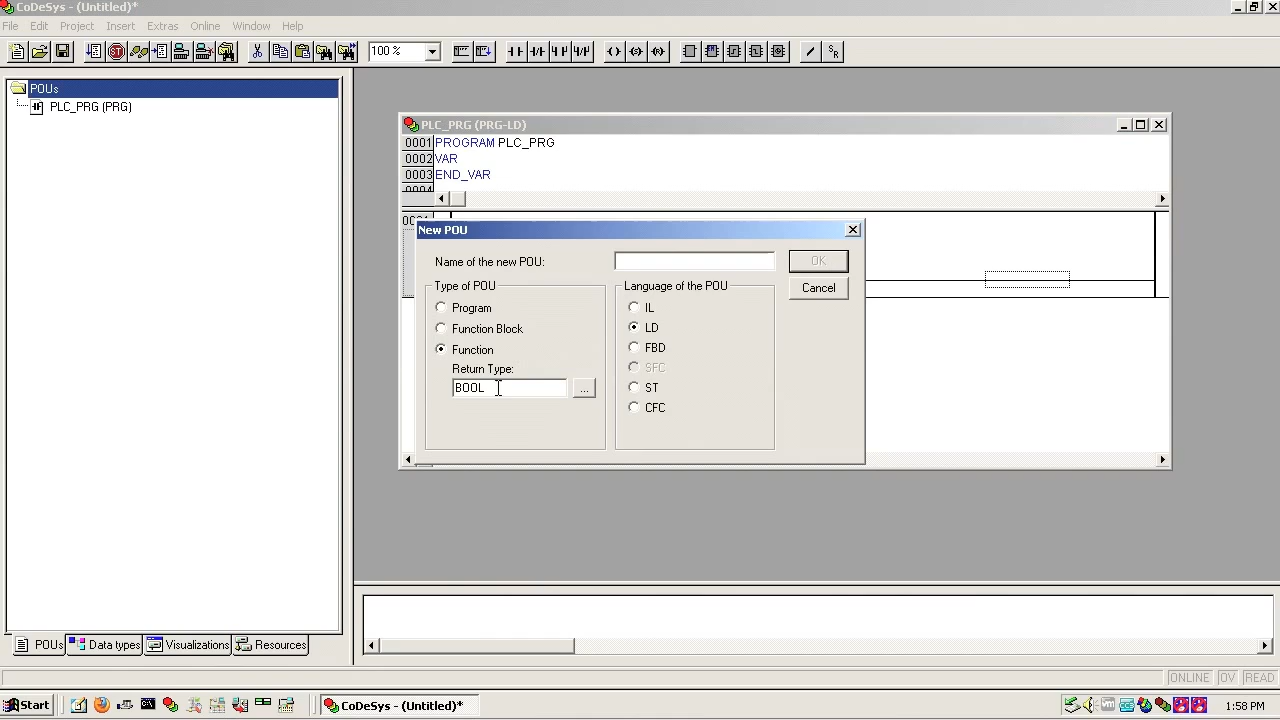 CoDeSys - (Untitled)*
File Edit Project Insert Extras Online Window Help
100 %
POUs
PLC_PRG (PRG)
PLC_PRG (PRG-LD)
0001 PROGRAM PLC_PRG
0002 VAR
0003 END_VAR
0004
0001
New POU
Name of the new POU:
OK
Cancel
Type of POU
Program
Function Block
Function
Return Type:
BOOL
...
Language of the POU
IL
LD
FBD
SFC
ST
CFC
POUs Data types Visualizations Resources
ONLINE OV READ
Start CoDeSys - (Untitled)* 1:58 PM